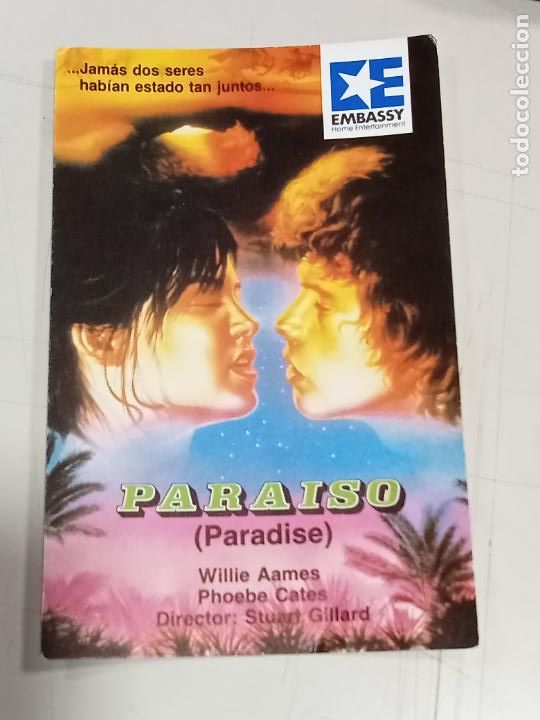 ...Jamás dos seres
habían estado tan juntos...
EMBASSY
Home Entertainment
PARAISO
(Paradise)
Willie Aames
Phoebe Cates
Director: Stuart Gillard
todocoleccion